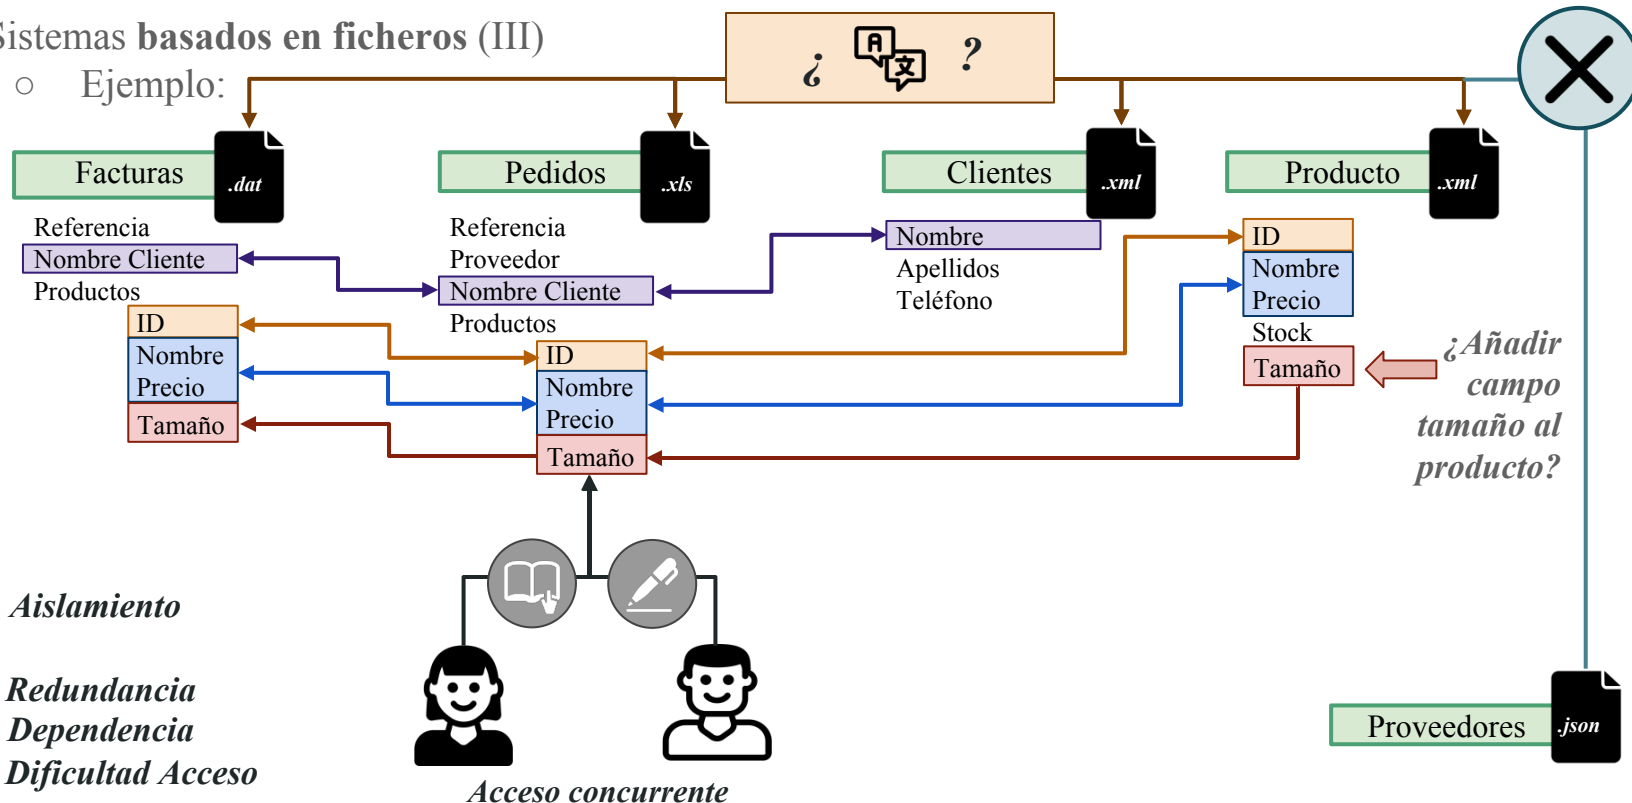 Sistemas basados en ficheros (III)
○ Ejemplo:
¿ A 文 ?
Facturas .dat
Pedidos .xls
Clientes .xml
Producto .xml
Referencia
Nombre Cliente
Productos
ID
Nombre
Precio
Tamaño
Referencia
Proveedor
Nombre Cliente
Productos
ID
Nombre
Precio
Tamaño
Nombre
Apellidos
Teléfono
ID
Nombre
Precio
Stock
Tamaño
¿Añadir
campo
tamaño al
producto?
Aislamiento
Redundancia
Dependencia
Dificultad Acceso
Acceso concurrente
Proveedores .json